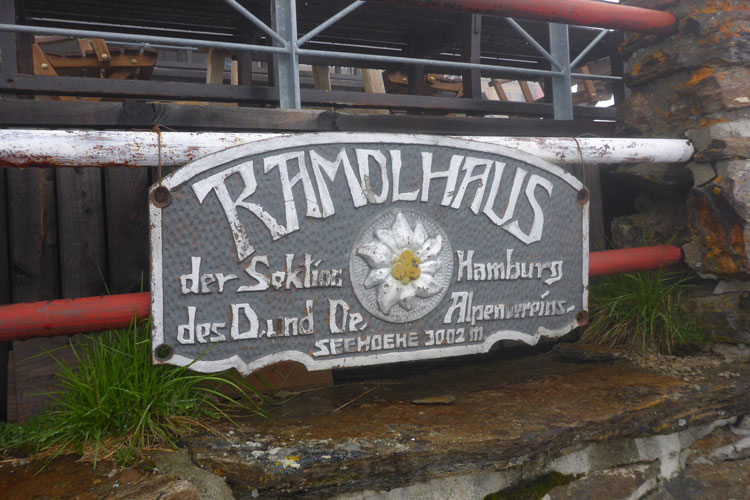 RAMOLHAUS
der Sektion Hamburg
des D. und Oe. Alpenvereins.
SEEHOEHE 3002 m